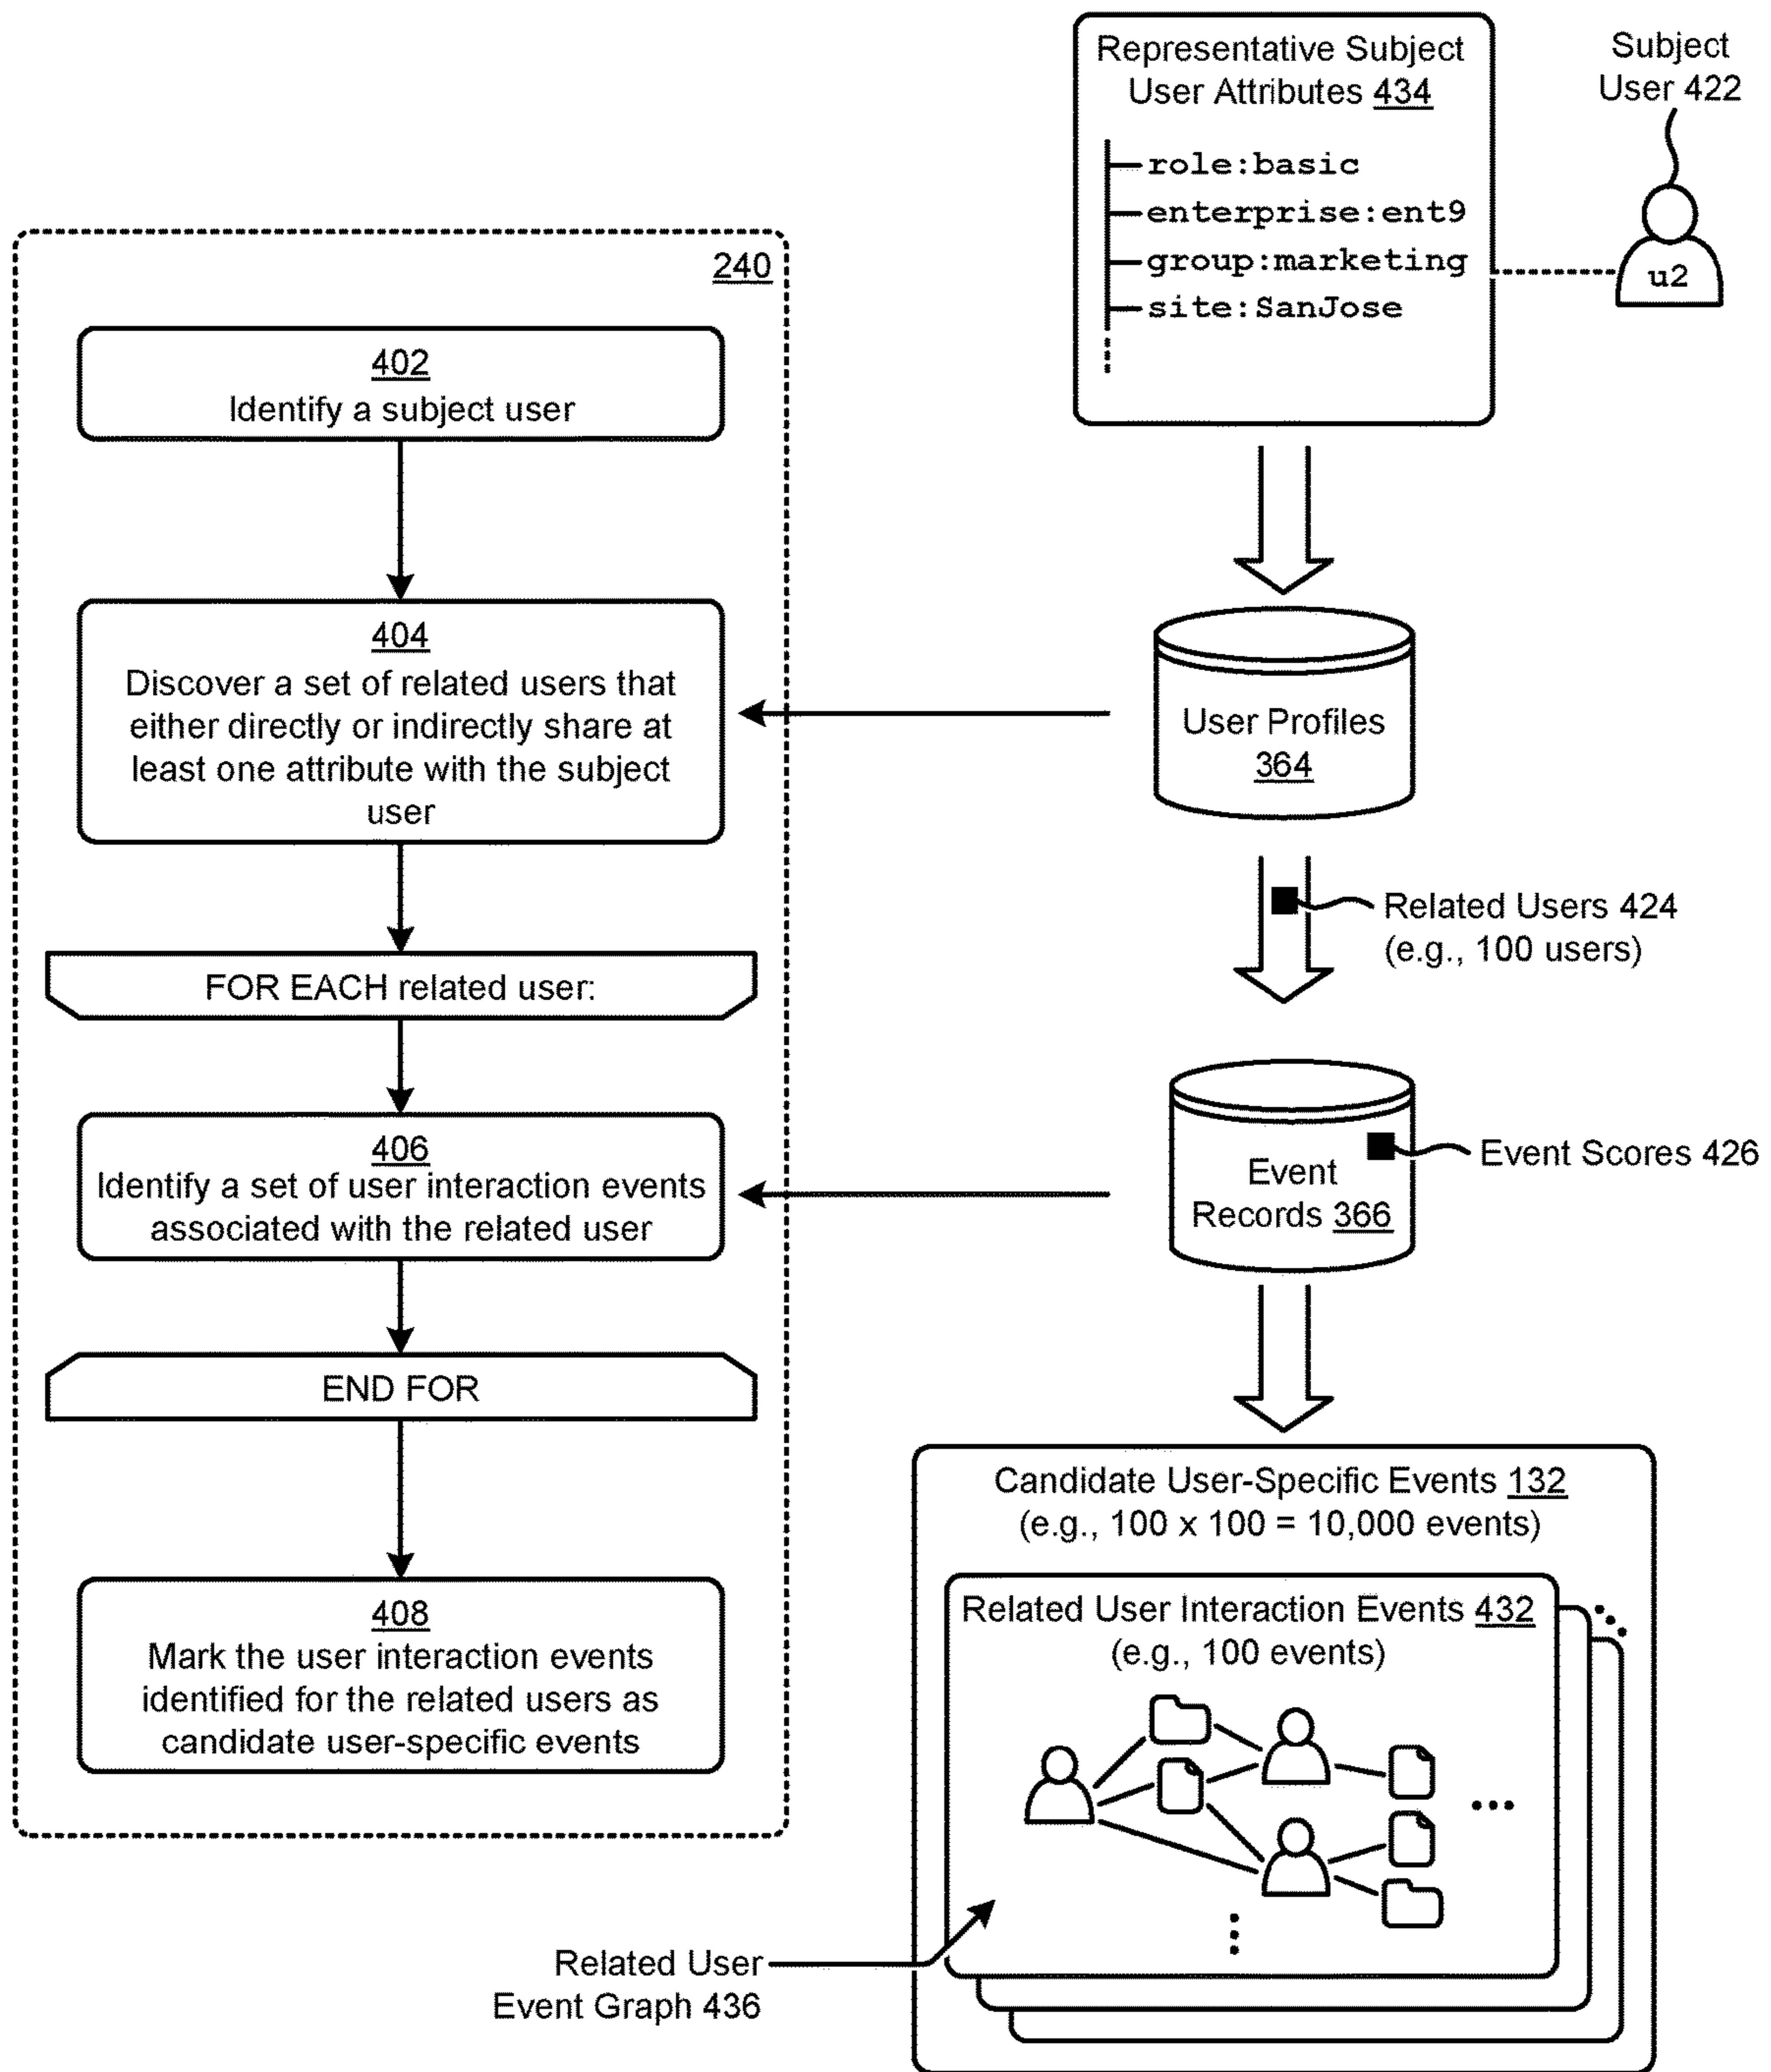 240
402
Identify a subject user
404
Discover a set of related users that
either directly or indirectly share at
least one attribute with the subject
user
FOR EACH related user:
406
Identify a set of user interaction events
associated with the related user
END FOR
408
Mark the user interaction events
identified for the related users as
candidate user-specific events
Representative Subject
User Attributes 434
role:basic
enterprise:ent9
group:marketing
site:SanJose
Subject
User 422
u2
User Profiles
364
Related Users 424
(e.g., 100 users)
Event
Records 366
Event Scores 426
Candidate User-Specific Events 132
(e.g., 100 x 100 = 10,000 events)
Related User Interaction Events 432
(e.g., 100 events)
Related User
Event Graph 436